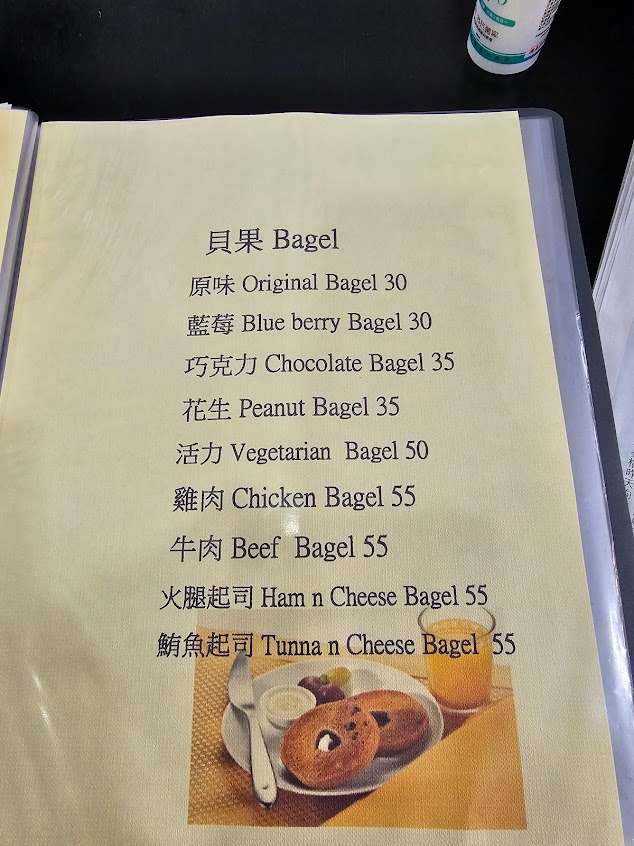 貝果 Bagel
原味 Original Bagel 30
藍莓 Blue berry Bagel 30
巧克力 Chocolate Bagel 35
花生 Peanut Bagel 35
活力 Vegetarian Bagel 50
雞肉 Chicken Bagel 55
牛肉 Beef Bagel 55
火腿起司 Ham n Cheese Bagel 55
鮪魚起司 Tunna n Cheese Bagel 55